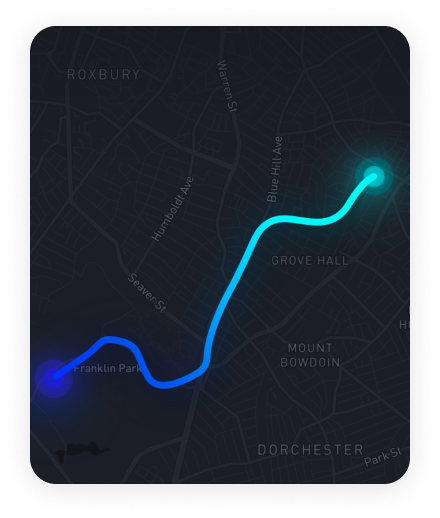 ROXBURY
Warren St
Blue Hill Ave
Humboldt Ave
GROVE HALL
Seaver St
MOUNT
BOWDOIN
Franklin Park
DORCHESTER
Park St